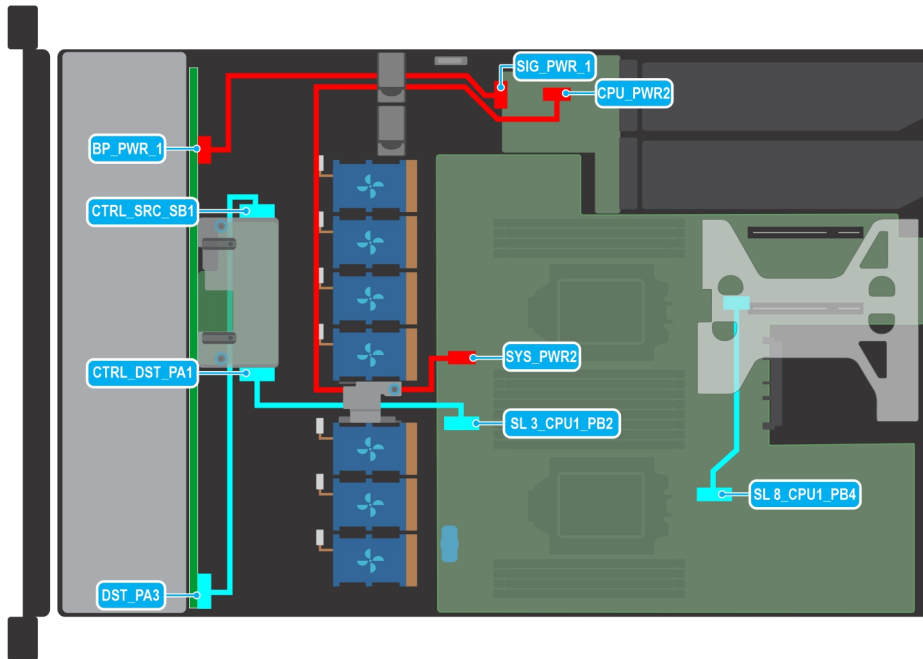 SIG_PWR_1
CPU_PWR2
BP_PWR_1
CTRL_SRC_SB1
SYS_PWR2
CTRL_DST_PA1
SL 3_CPU1_PB2
SL 8_CPU1_PB4
DST_PA3